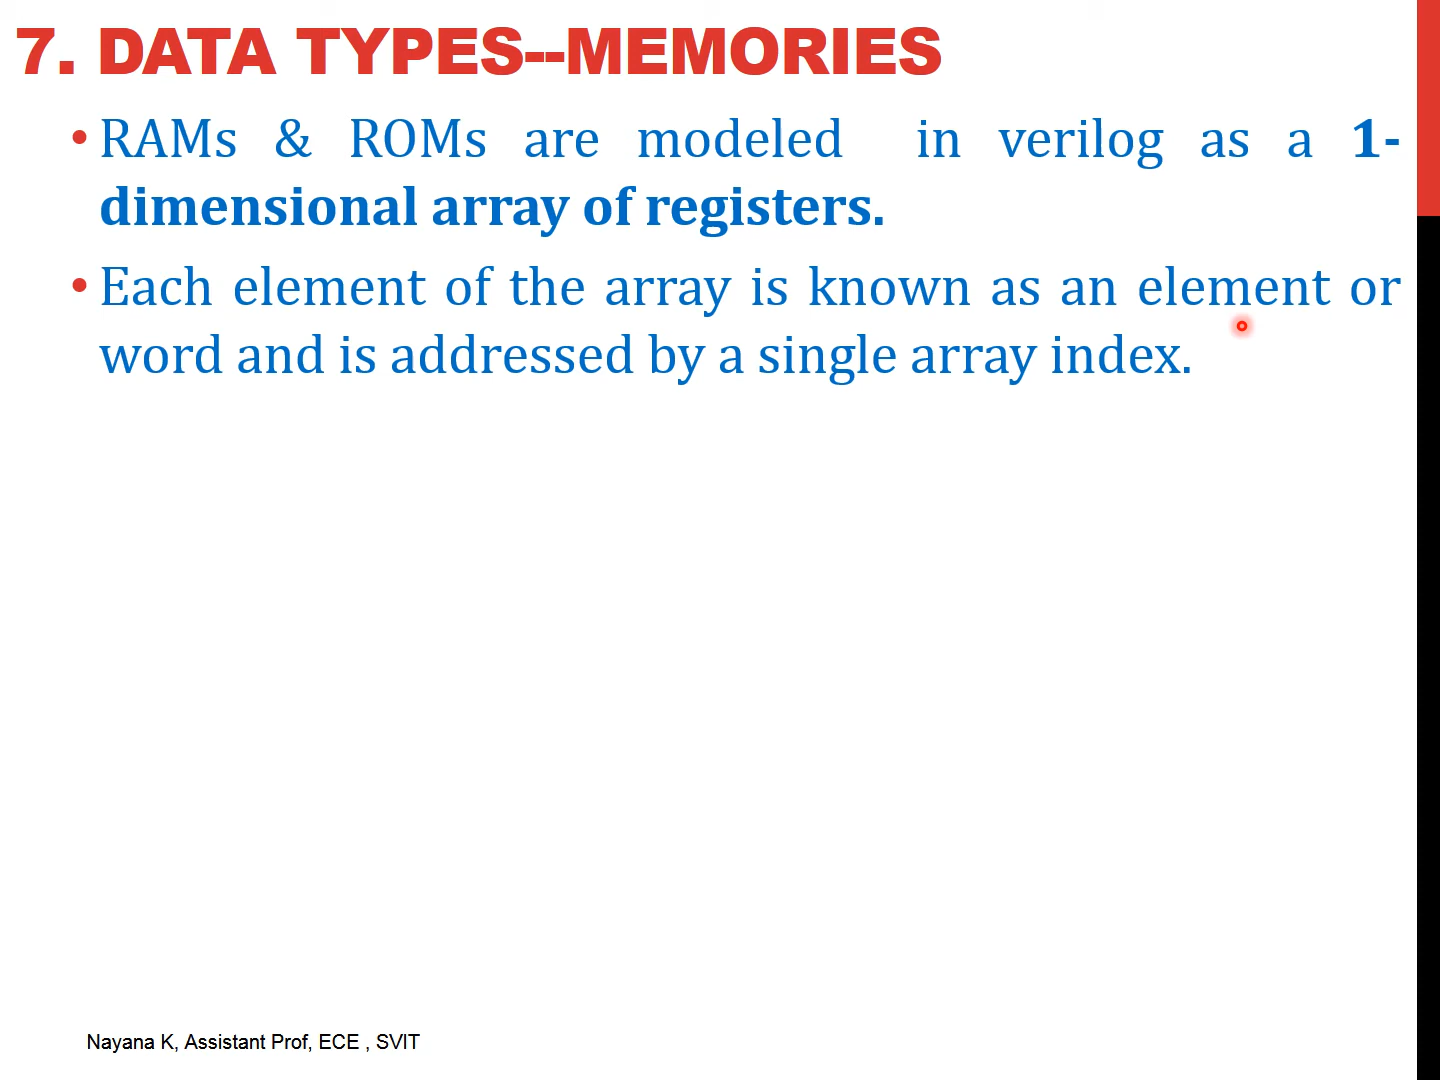 7. DATA TYPES--MEMORIES
• RAMs & ROMs are modeled in verilog as a 1-
dimensional array of registers.
• Each element of the array is known as an element or
word and is addressed by a single array index.
Nayana K, Assistant Prof, ECE , SVIT